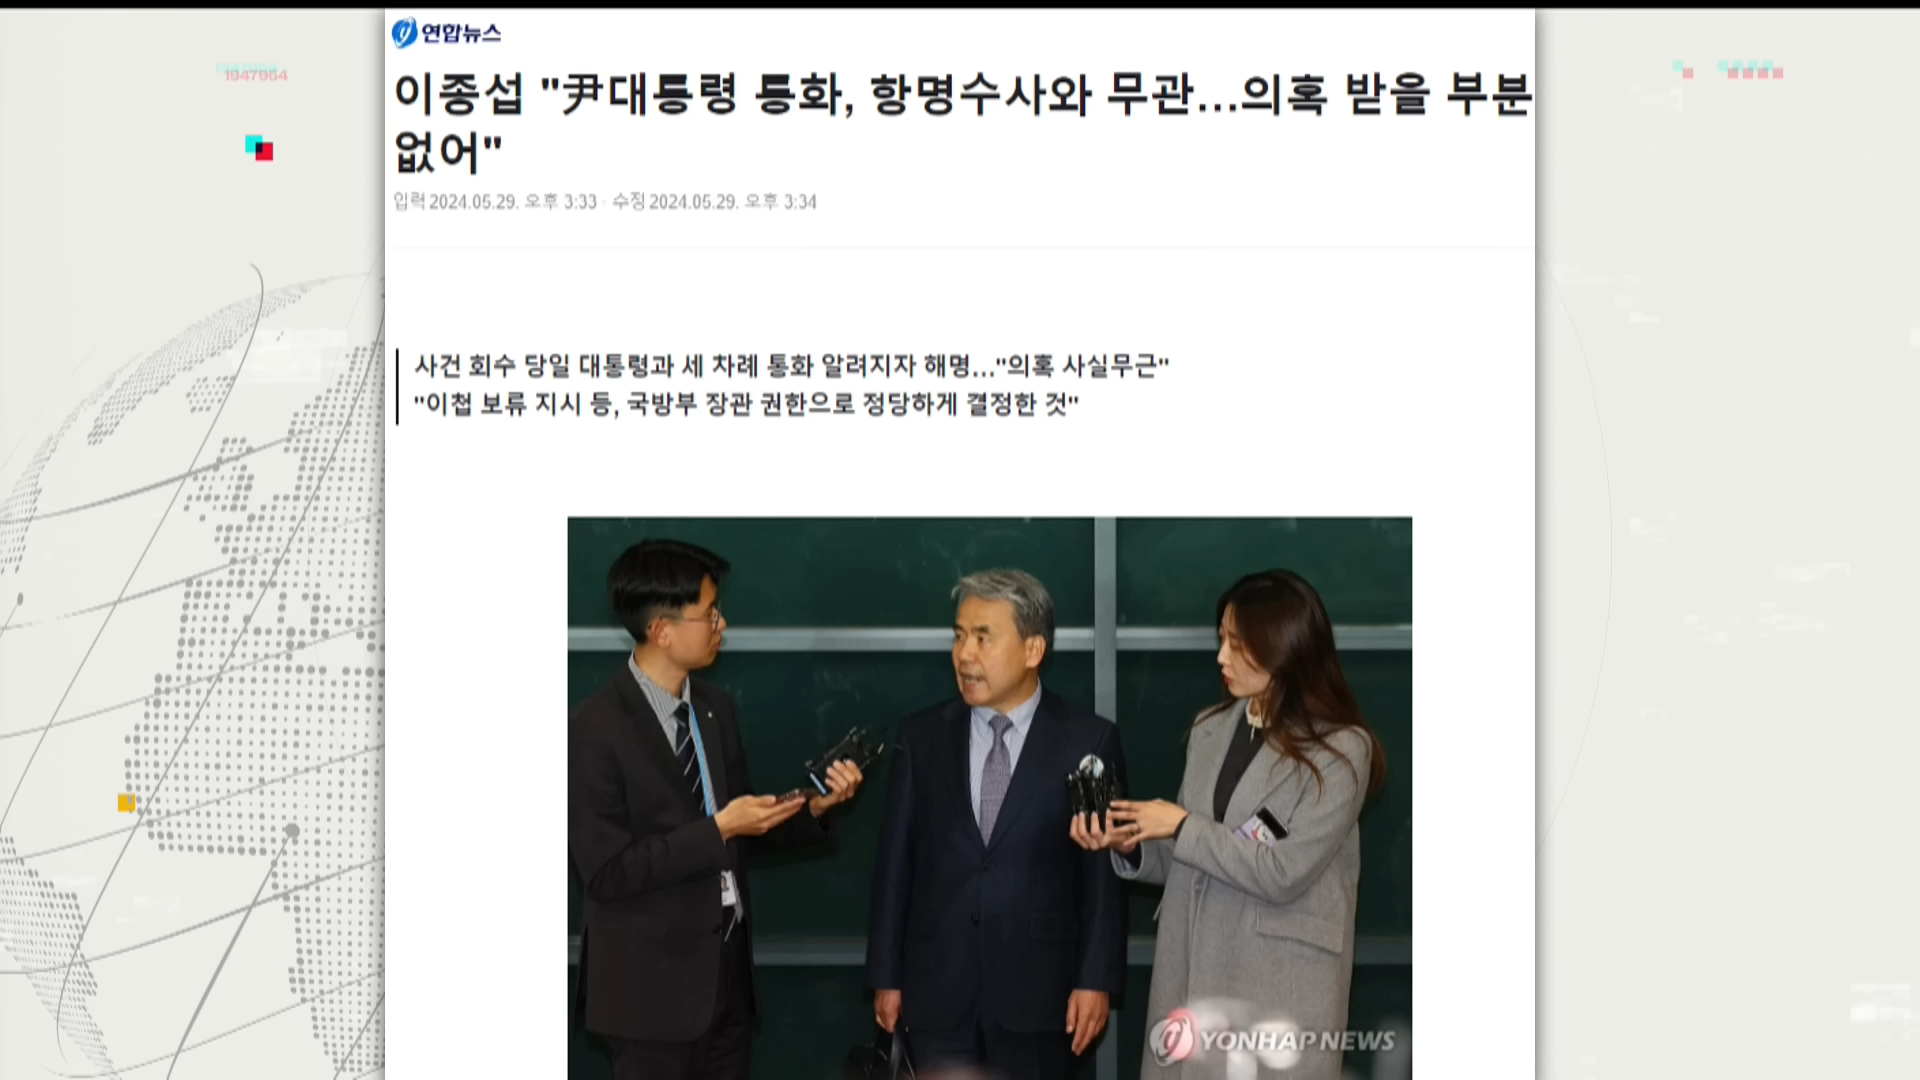 연합뉴스
이종섭 "尹대통령 통화, 항명수사와 무관…의혹 받을 부분
없어"
입력 2024.05.29. 오후 3:33 · 수정 2024.05.29. 오후 3:34
사건 회수 당일 대통령과 세 차례 통화 알려지자 해명…"의혹 사실무근"
"이첩 보류 지시 등, 국방부 장관 권한으로 정당하게 결정한 것"
YONHAP NEWS
1947954